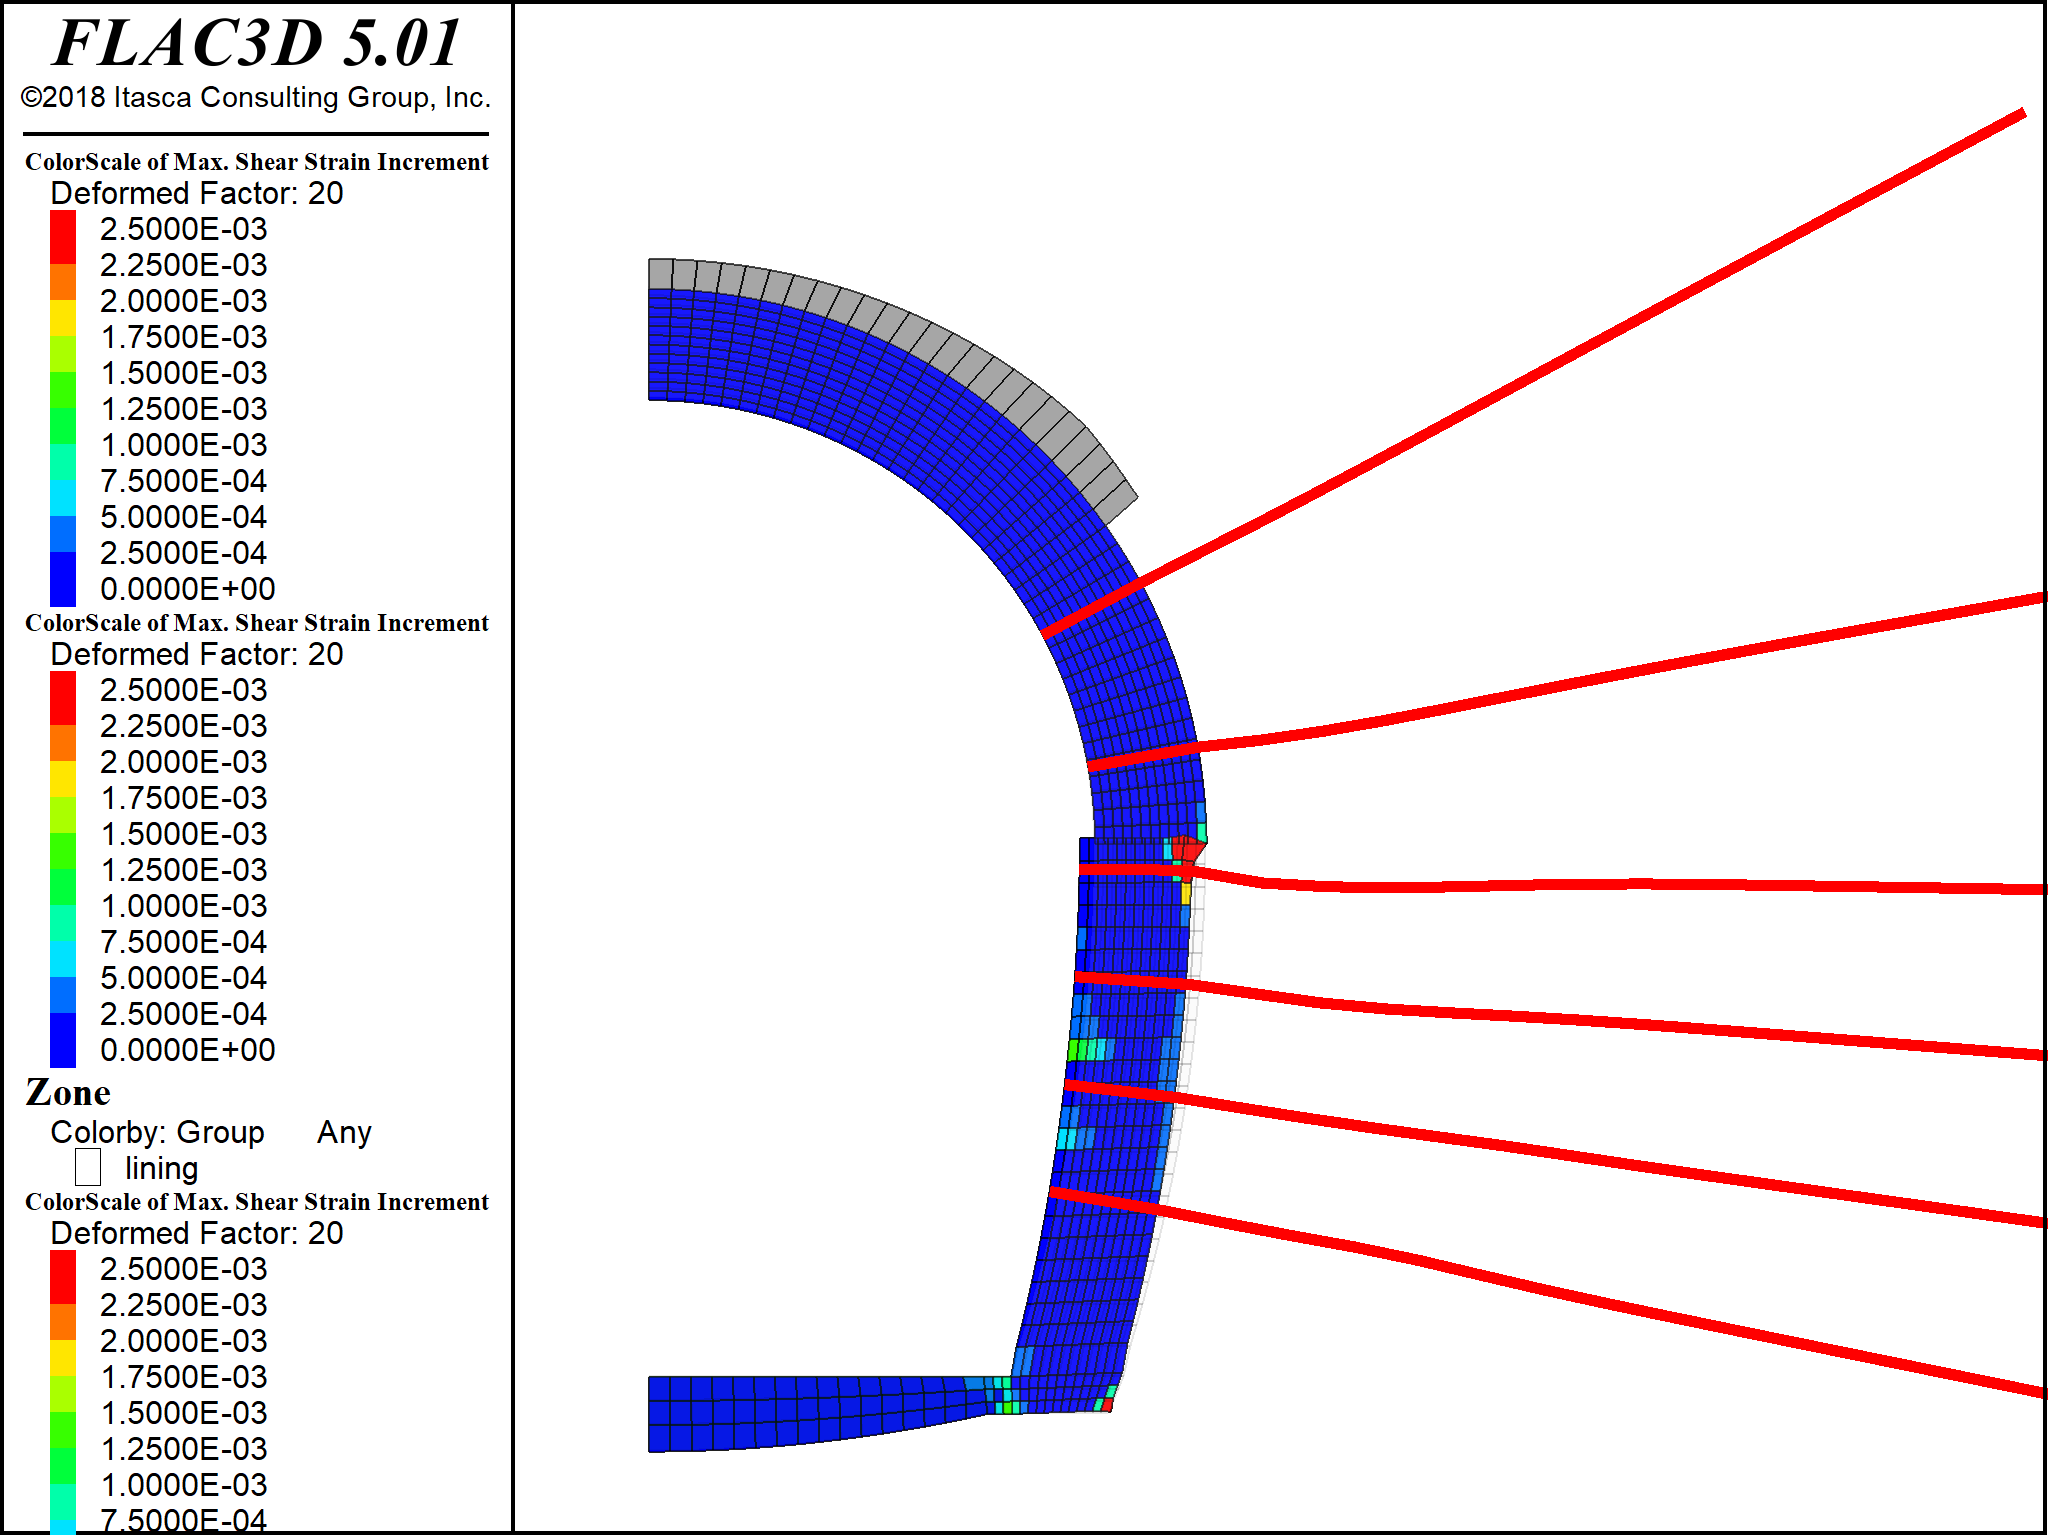 FLAC3D 5.01
©2018 Itasca Consulting Group, Inc.
ColorScale of Max. Shear Strain Increment
Deformed Factor: 20
2.5000E-03
2.2500E-03
2.0000E-03
1.7500E-03
1.5000E-03
1.2500E-03
1.0000E-03
7.5000E-04
5.0000E-04
2.5000E-04
0.0000E+00
ColorScale of Max. Shear Strain Increment
Deformed Factor: 20
2.5000E-03
2.2500E-03
2.0000E-03
1.7500E-03
1.5000E-03
1.2500E-03
1.0000E-03
7.5000E-04
5.0000E-04
2.5000E-04
0.0000E+00
Zone
Colorby: Group Any
lining
ColorScale of Max. Shear Strain Increment
Deformed Factor: 20
2.5000E-03
2.2500E-03
2.0000E-03
1.7500E-03
1.5000E-03
1.2500E-03
1.0000E-03
7.5000E-04